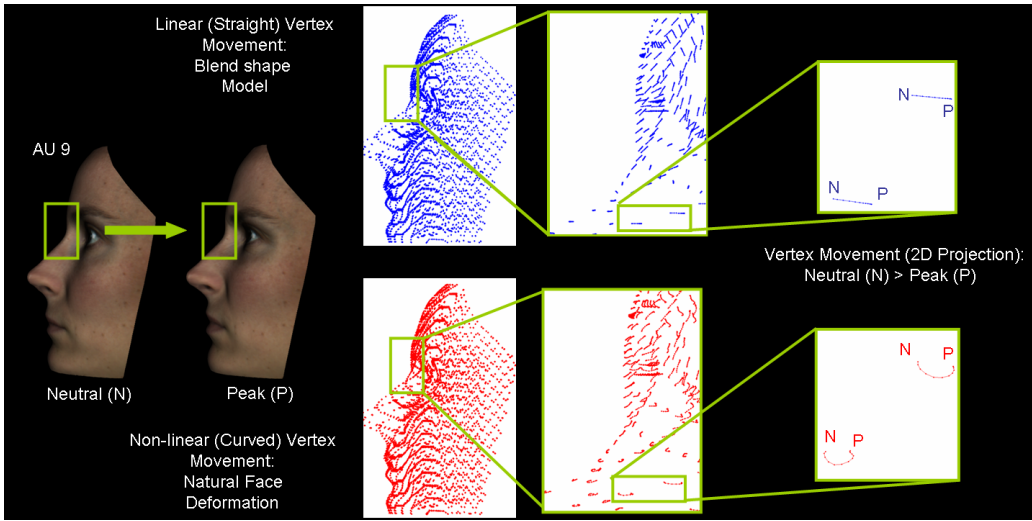 Linear (Straight) Vertex
Movement:
Blend shape
Model
AU 9
Neutral (N)
Peak (P)
Non-linear (Curved) Vertex
Movement:
Natural Face
Deformation
N
P
N
P
Vertex Movement (2D Projection):
Neutral (N) > Peak (P)
N
P
N
P